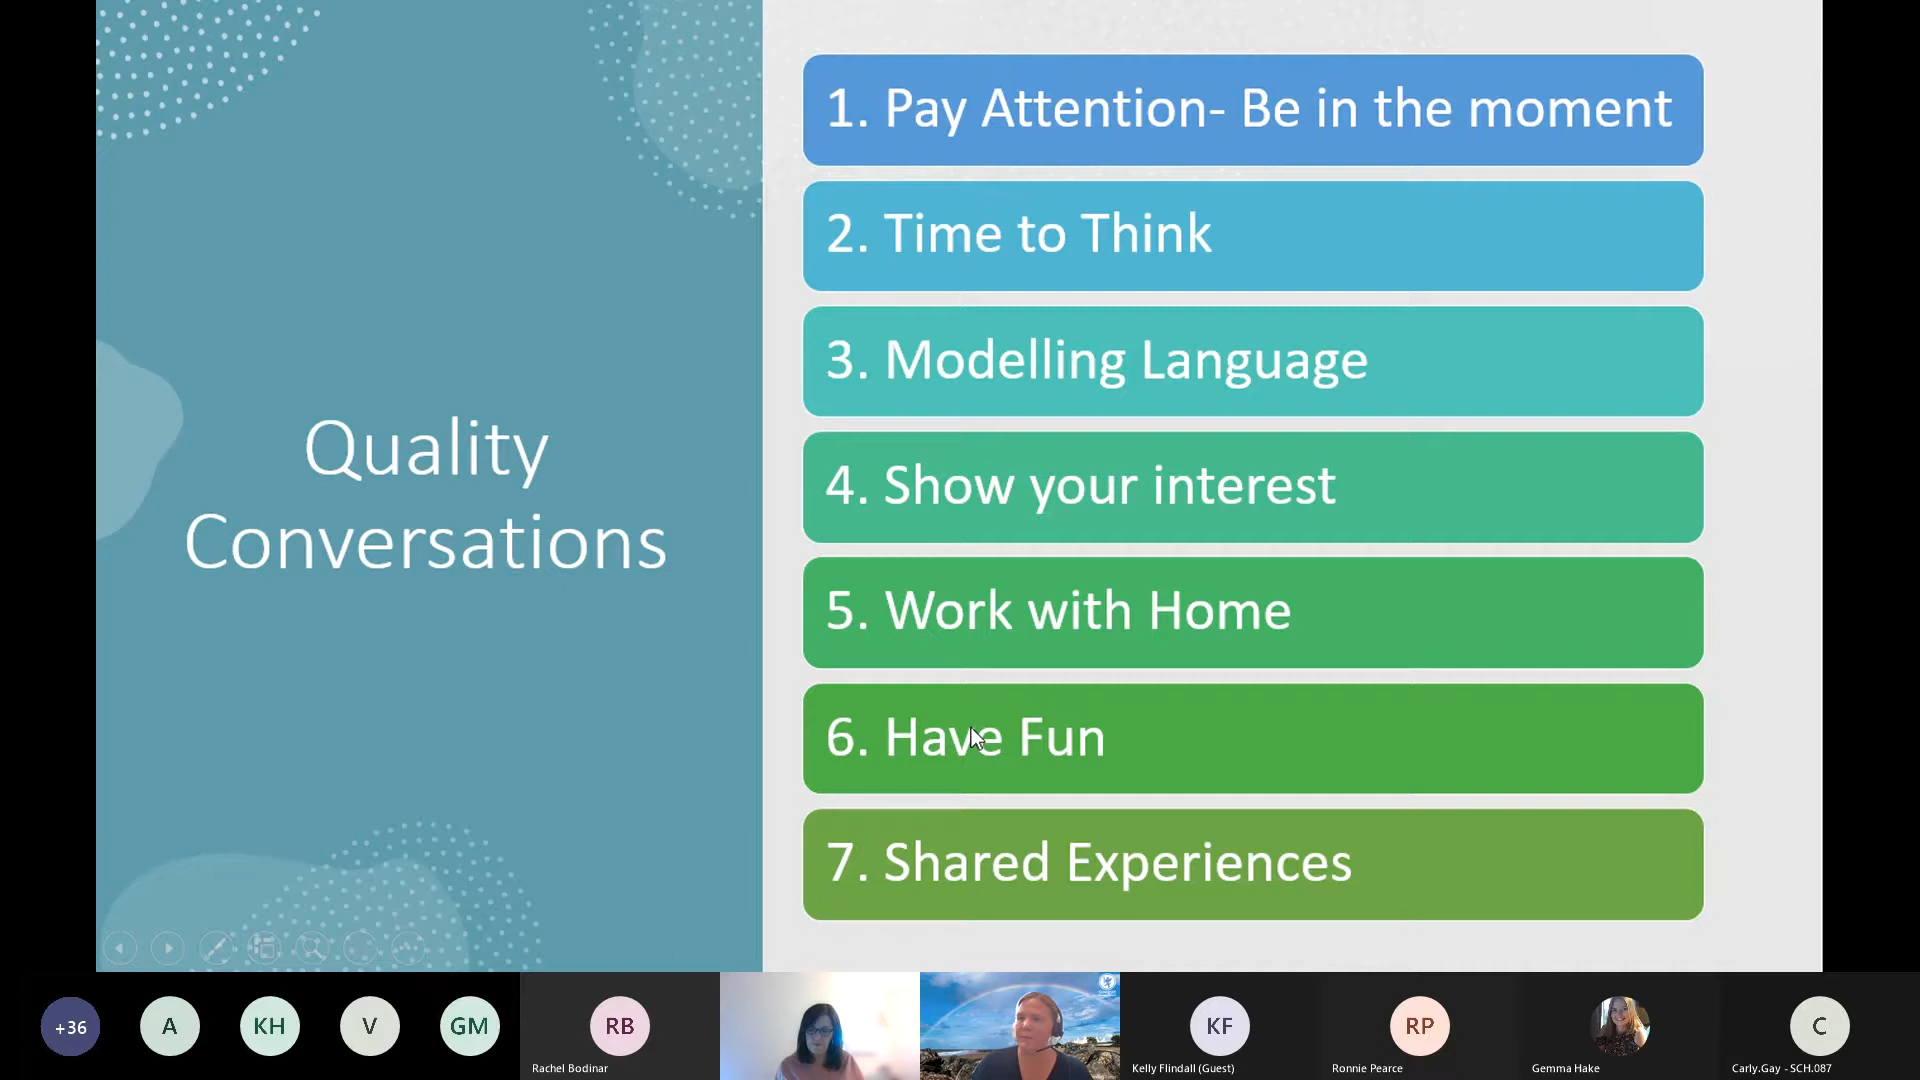 Quality
Conversations
1. Pay Attention- Be in the moment
2. Time to Think
3. Modelling Language
4. Show your interest
5. Work with Home
6. Have Fun
7. Shared Experiences
+36
A
KH
V
GM
RB
Rachel Bodinar
KF
Kelly Flindall (Guest)
RP
Ronnie Pearce
Gemma Hake
C
Carly.Gay - SCH.087